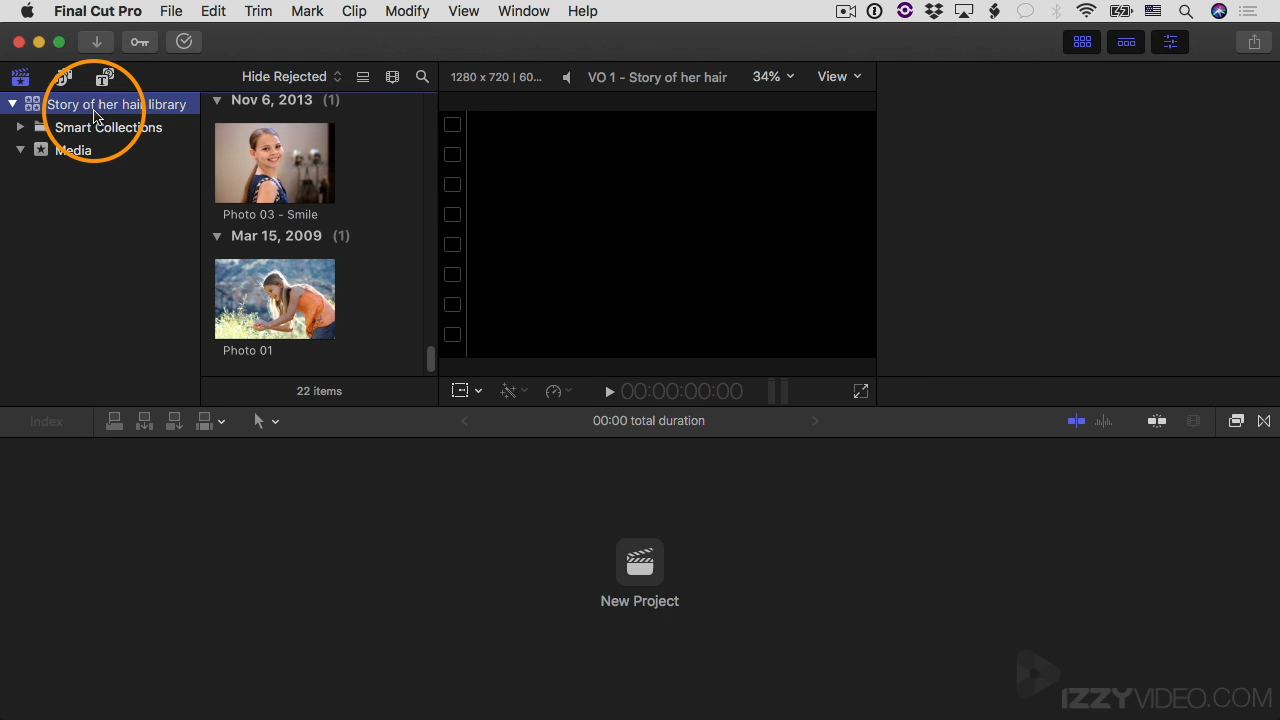 Final Cut Pro File Edit Trim Mark Clip Modify View Window Help
Hide Rejected
1280 x 720 | 60... VO 1 - Story of her hair 34% View
Story of her hair library
Smart Collections
Media
Nov 6, 2013 (1)
Photo 03 - Smile
Mar 15, 2009 (1)
Photo 01
22 items
00:00:00:00
Index
00:00 total duration
New Project
IZZYVIDEO.COM